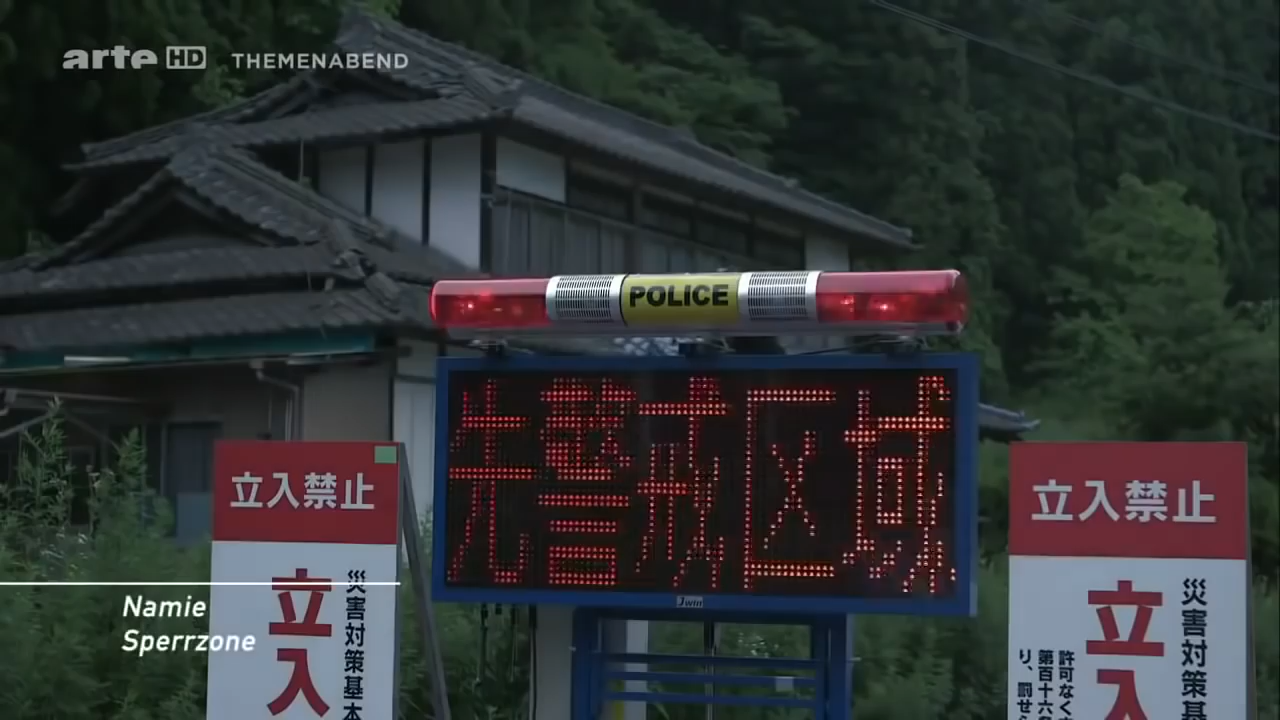 arte HD THEMENABEND
POLICE
先警戒区域
Jwin
立入禁止
立入
災害対策基本
立入禁止
立入
災害対策基
許可なく
第百十六条
り、罰せら
Namie
Sperrzone